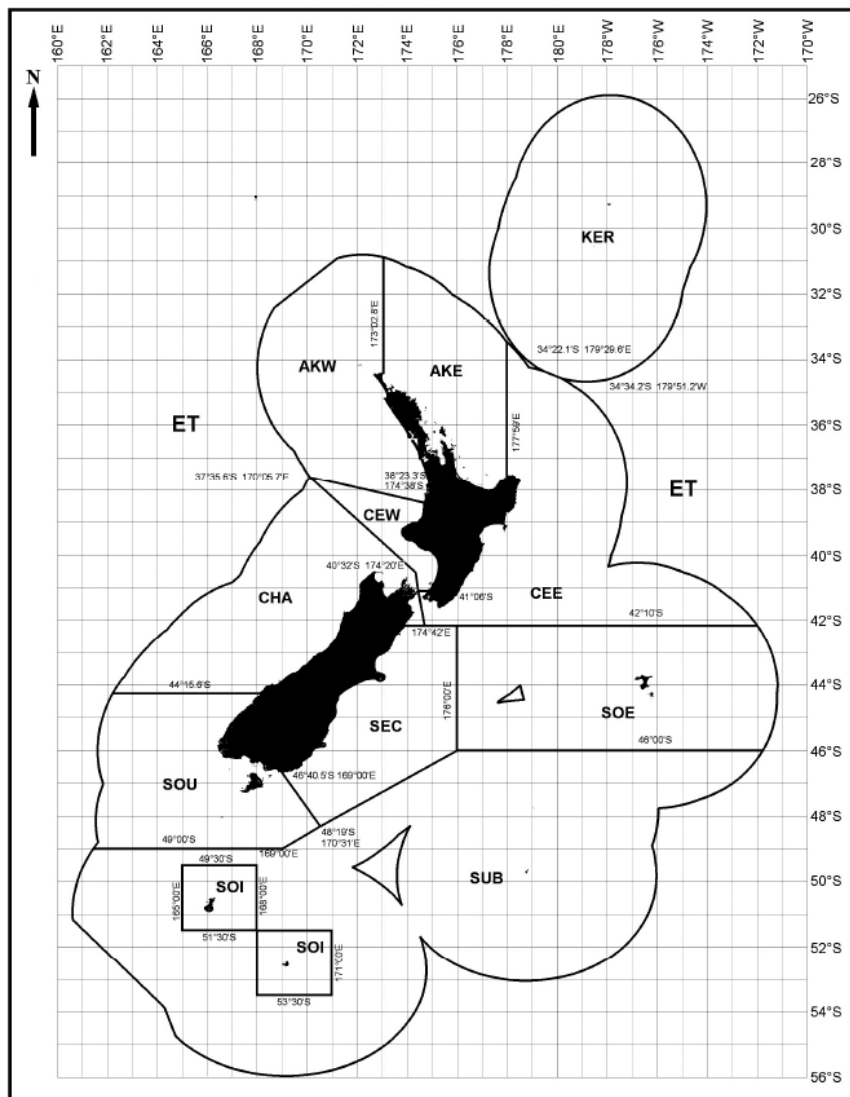 160°E
162°E
164°E
166°E
168°E
170°E
172°E
174°E
176°E
178°E
180°E
178°W
176°W
174°W
172°W
170°W
N
26°S
28°S
KER
30°S
32°S
173°02.8'E
34°22.1'S 179°29.6'E
34°S
AKW
AKE
34°34.2'S 179°51.2'W
ET
177°59'E
36°S
37°35.6'S 170°05.7'E
38°23.3'S
174°38'S
ET
38°S
CEW
40°S
40°32'S 174°20'E
CEE
CHA
41°06'S
42°10'S
42°S
174°42'E
44°15.6'S
176°00'E
44°S
SOE
SEC
46°00'S
46°S
46°40.5'S 169°00'E
SOU
48°S
49°00'S
48°19'S
170°31'E
169°00'E
49°30'S
165°00'E
SOI
168°00'E
SUB
50°S
51°30'S
SOI
171°00'E
52°S
53°30'S
54°S
56°S